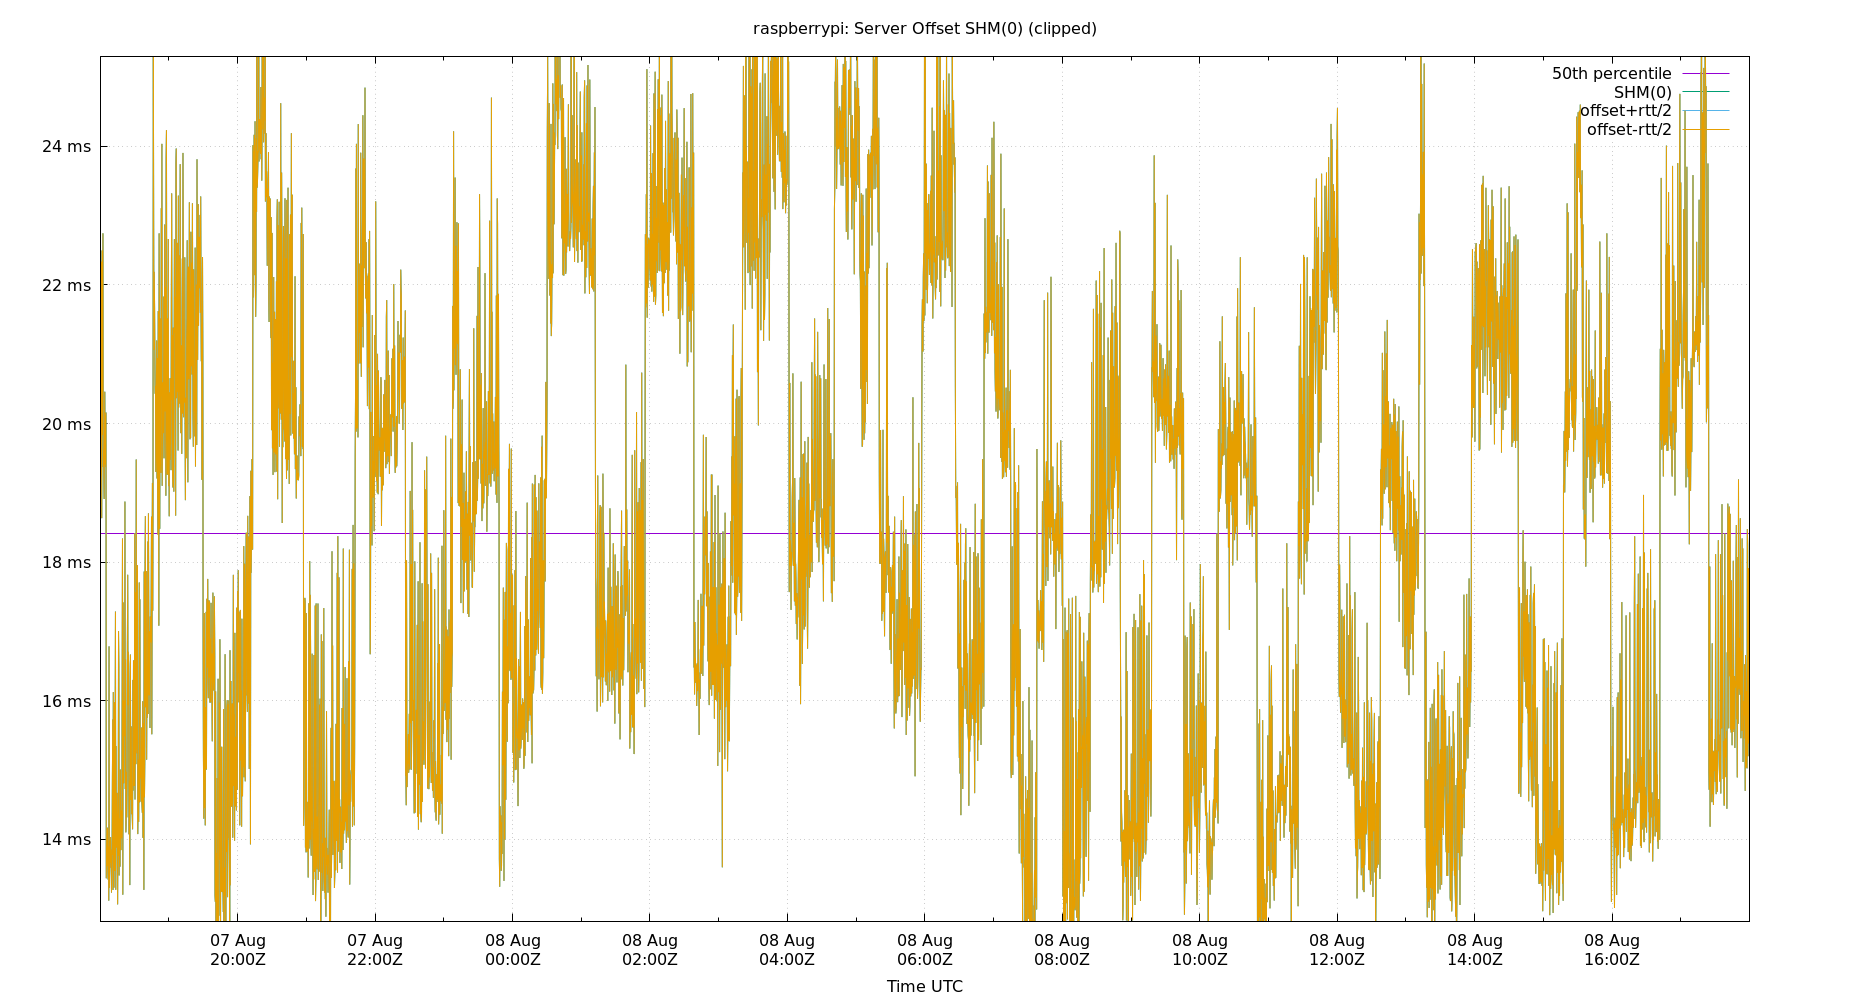 raspberrypi: Server Offset SHM(0) (clipped)
50th percentile
SHM(0)
offset+rtt/2
offset-rtt/2
24 ms
22 ms
20 ms
18 ms
16 ms
14 ms
07 Aug 07 Aug 08 Aug 08 Aug 08 Aug 08 Aug 08 Aug 08 Aug 08 Aug 08 Aug 08 Aug
20:00Z 22:00Z 00:00Z 02:00Z 04:00Z 06:00Z 08:00Z 10:00Z 12:00Z 14:00Z 16:00Z
Time UTC